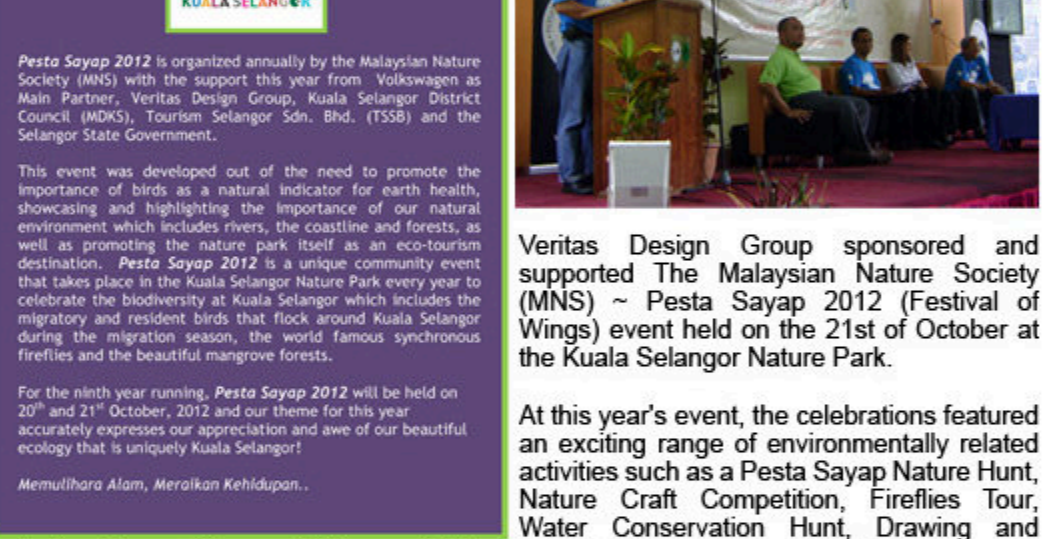 KUALA SELANGOR
Pesta Sayap 2012 is organized annually by the Malaysian Nature
Society (MNS) with the support this year from Volkswagen as
Main Partner, Veritas Design Group, Kuala Selangor District
Council (MDKS), Tourism Selangor Sdn. Bhd. (TSSB) and the
Selangor State Government.
This event was developed out of the need to promote the
importance of birds as a natural indicator for earth health,
showcasing and highlighting the importance of our natural
environment which includes rivers, the coastline and forests, as
well as promoting the nature park itself as an eco-tourism
destination. Pesta Sayap 2012 is a unique community event
that takes place in the Kuala Selangor Nature Park every year to
celebrate the biodiversity at Kuala Selangor which includes the
migratory and resident birds that flock around Kuala Selangor
during the migration season, the world famous synchronous
fireflies and the beautiful mangrove forests.
For the ninth year running, Pesta Sayap 2012 will be held on
20th and 21st October, 2012 and our theme for this year
accurately expresses our appreciation and awe of our beautiful
ecology that is uniquely Kuala Selangor!
Memulihara Alam, Meraikan Kehidupan..
Veritas Design Group sponsored and
supported The Malaysian Nature Society
(MNS) ~ Pesta Sayap 2012 (Festival of
Wings) event held on the 21st of October at
the Kuala Selangor Nature Park.
At this year's event, the celebrations featured
an exciting range of environmentally related
activities such as a Pesta Sayap Nature Hunt,
Nature Craft Competition, Fireflies Tour,
Water Conservation Hunt, Drawing and